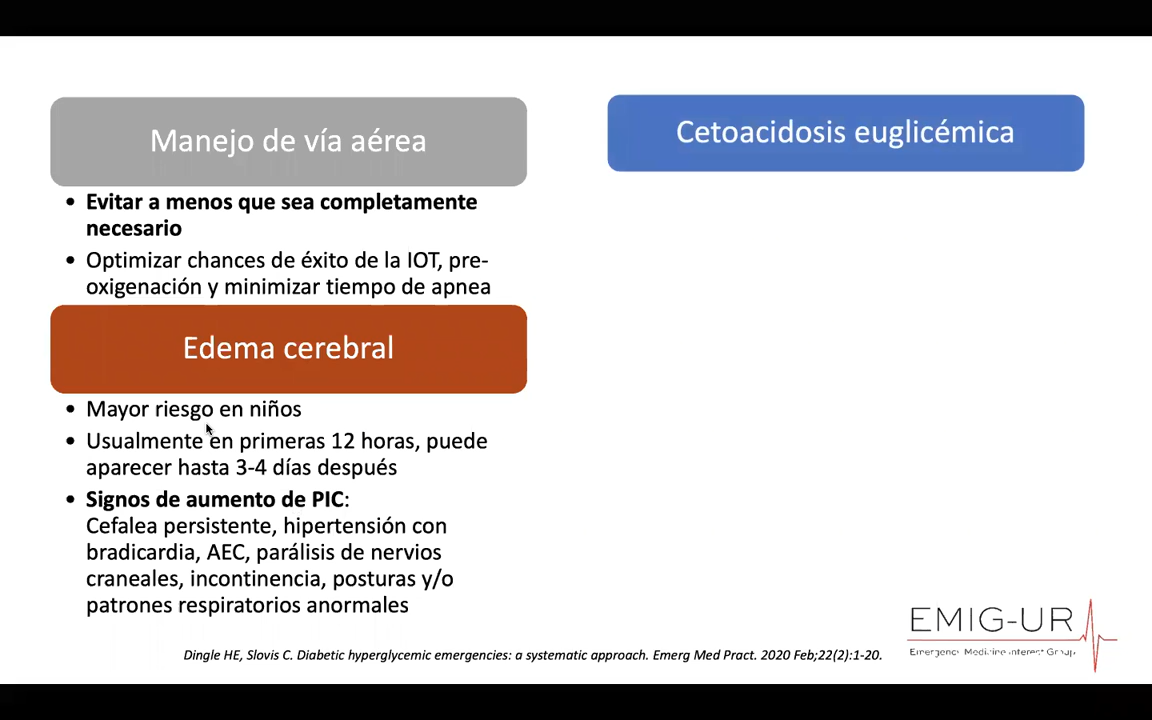 Manejo de vía aérea
• Evitar a menos que sea completamente
necesario
• Optimizar chances de éxito de la IOT, pre-
oxigenación y minimizar tiempo de apnea
Edema cerebral
• Mayor riesgo en niños
• Usualmente en primeras 12 horas, puede
aparecer hasta 3-4 días después
• Signos de aumento de PIC:
Cefalea persistente, hipertensión con
bradicardia, AEC, parálisis de nervios
craneales, incontinencia, posturas y/o
patrones respiratorios anormales
Cetoacidosis euglicémica
Dingle HE, Slovis C. Diabetic hyperglycemic emergencies: a systematic approach. Emerg Med Pract. 2020 Feb;22(2):1-20.
EMIG-UR
Emergency Medicine Interest Group